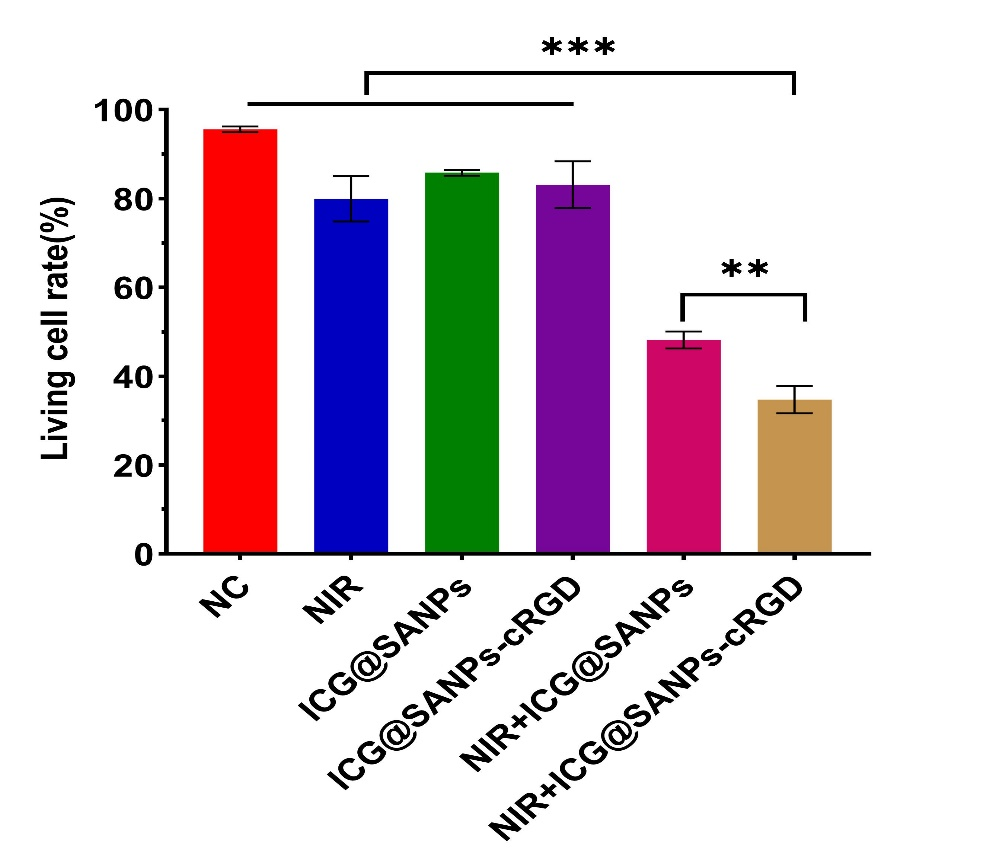 ***
**
Living cell rate(%)
100
80
60
40
20
0
NC
NIR
ICG@SANPs
ICG@SANPs-cRGD
NIR+ICG@SANPs
NIR+ICG@SANPs-cRGD